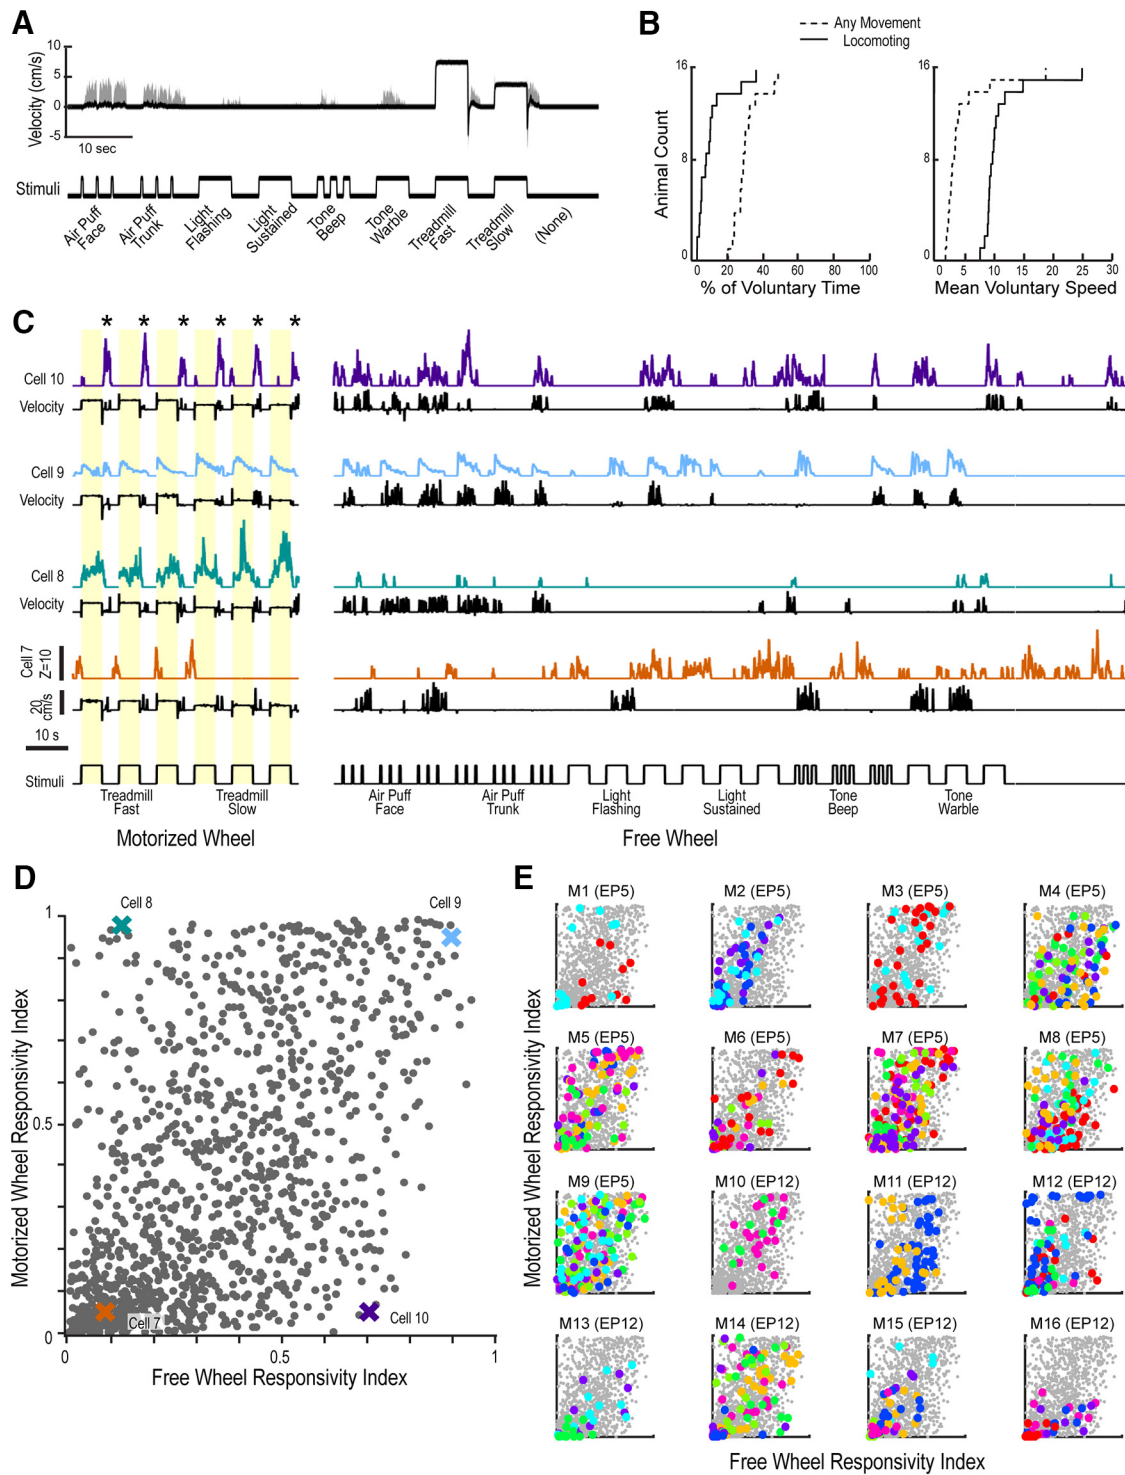 A
Velocity (cm/s)
10
5
0
-5
10 sec
Stimuli
Air Puff
Face
Air Puff
Trunk
Light
Flashing
Light
Sustained
Tone
Beep
Tone
Warble
Treadmill
Fast
Treadmill
Slow
(None)
B
Any Movement
Locomoting
Animal Count
16
8
0
0 20 40 60 80 100
% of Voluntary Time
16
8
0
0 5 10 15 20 25 30
Mean Voluntary Speed
C
* * * * * *
Cell 10
Velocity
Cell 9
Velocity
Cell 8
Velocity
Cell 7
Z=10
20
cm/s
10 s
Stimuli
Treadmill
Fast
Treadmill
Slow
Motorized Wheel
Air Puff
Face
Air Puff
Trunk
Light
Flashing
Light
Sustained
Tone
Beep
Tone
Warble
Free Wheel
D
Cell 8
Cell 9
Motorized Wheel Responsivity Index
1
0.5
0
Cell 7
Cell 10
0 0.5 1
Free Wheel Responsivity Index
E
M1 (EP5)
M2 (EP5)
M3 (EP5)
M4 (EP5)
M5 (EP5)
M6 (EP5)
M7 (EP5)
M8 (EP5)
M9 (EP5)
M10 (EP12)
M11 (EP12)
M12 (EP12)
M13 (EP12)
M14 (EP12)
M15 (EP12)
M16 (EP12)
Motorized Wheel Responsivity Index
Free Wheel Responsivity Index